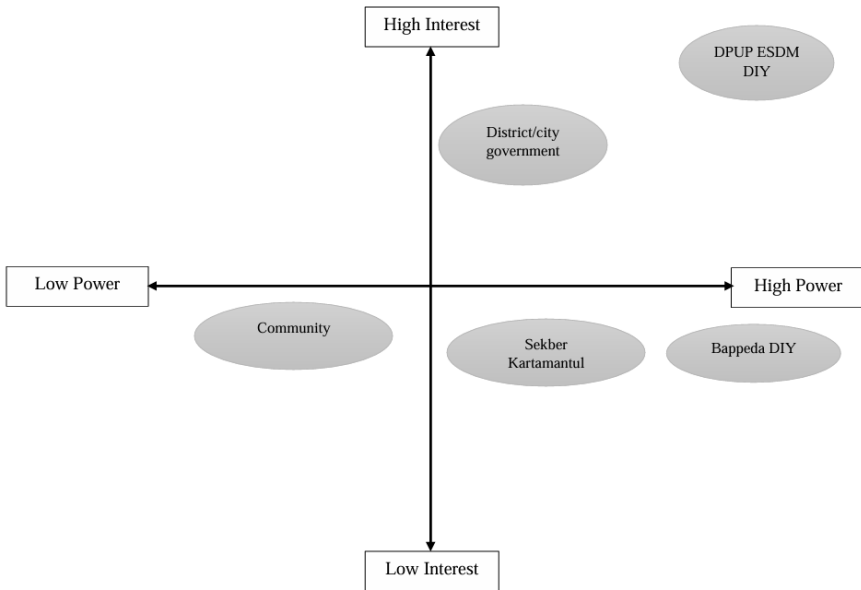 High Interest
DPUP ESDM
DIY
District/city
government
Low Power
High Power
Community
Sekber
Kartamantul
Bappeda DIY
Low Interest